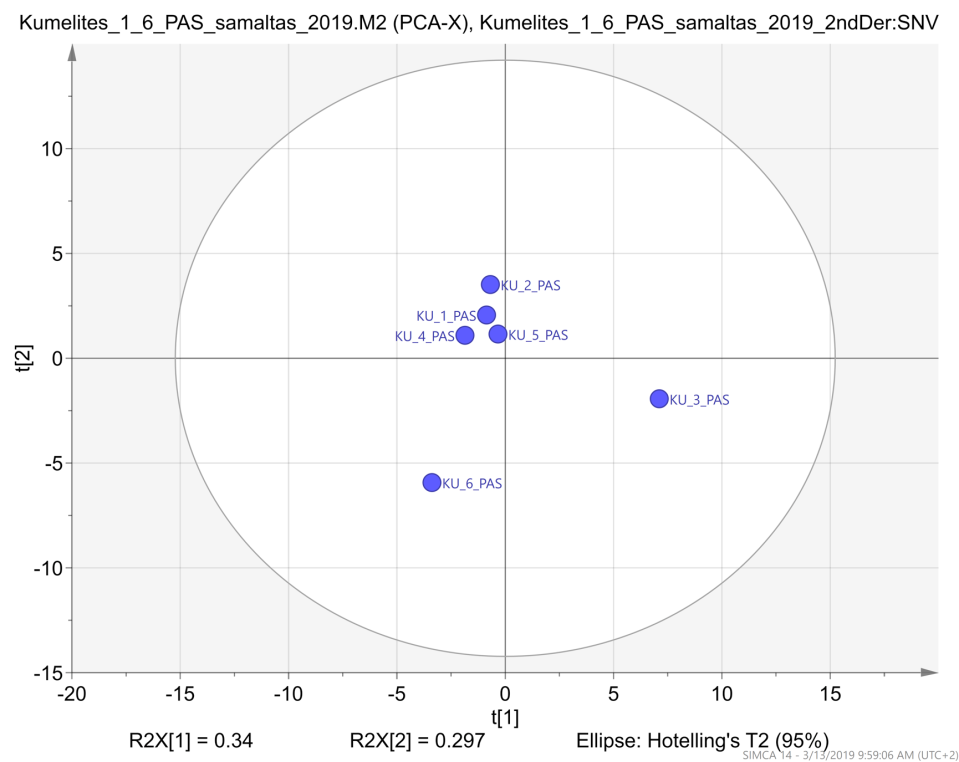 Kumelites_1_6_PAS_samaltas_2019.M2 (PCA-X), Kumelites_1_6_PAS_samaltas_2019_2ndDer:SNV
10
5
KU_2_PAS
KU_1_PAS
KU_4_PAS KU_5_PAS
t[2]
0
KU_3_PAS
-5
KU_6_PAS
-10
-15
-20 -15 -10 -5 0 5 10 15
t[1]
R2X[1] = 0.34 R2X[2] = 0.297 Ellipse: Hotelling's T2 (95%)
SIMCA 14 - 3/13/2019 9:59:06 AM (UTC+2)